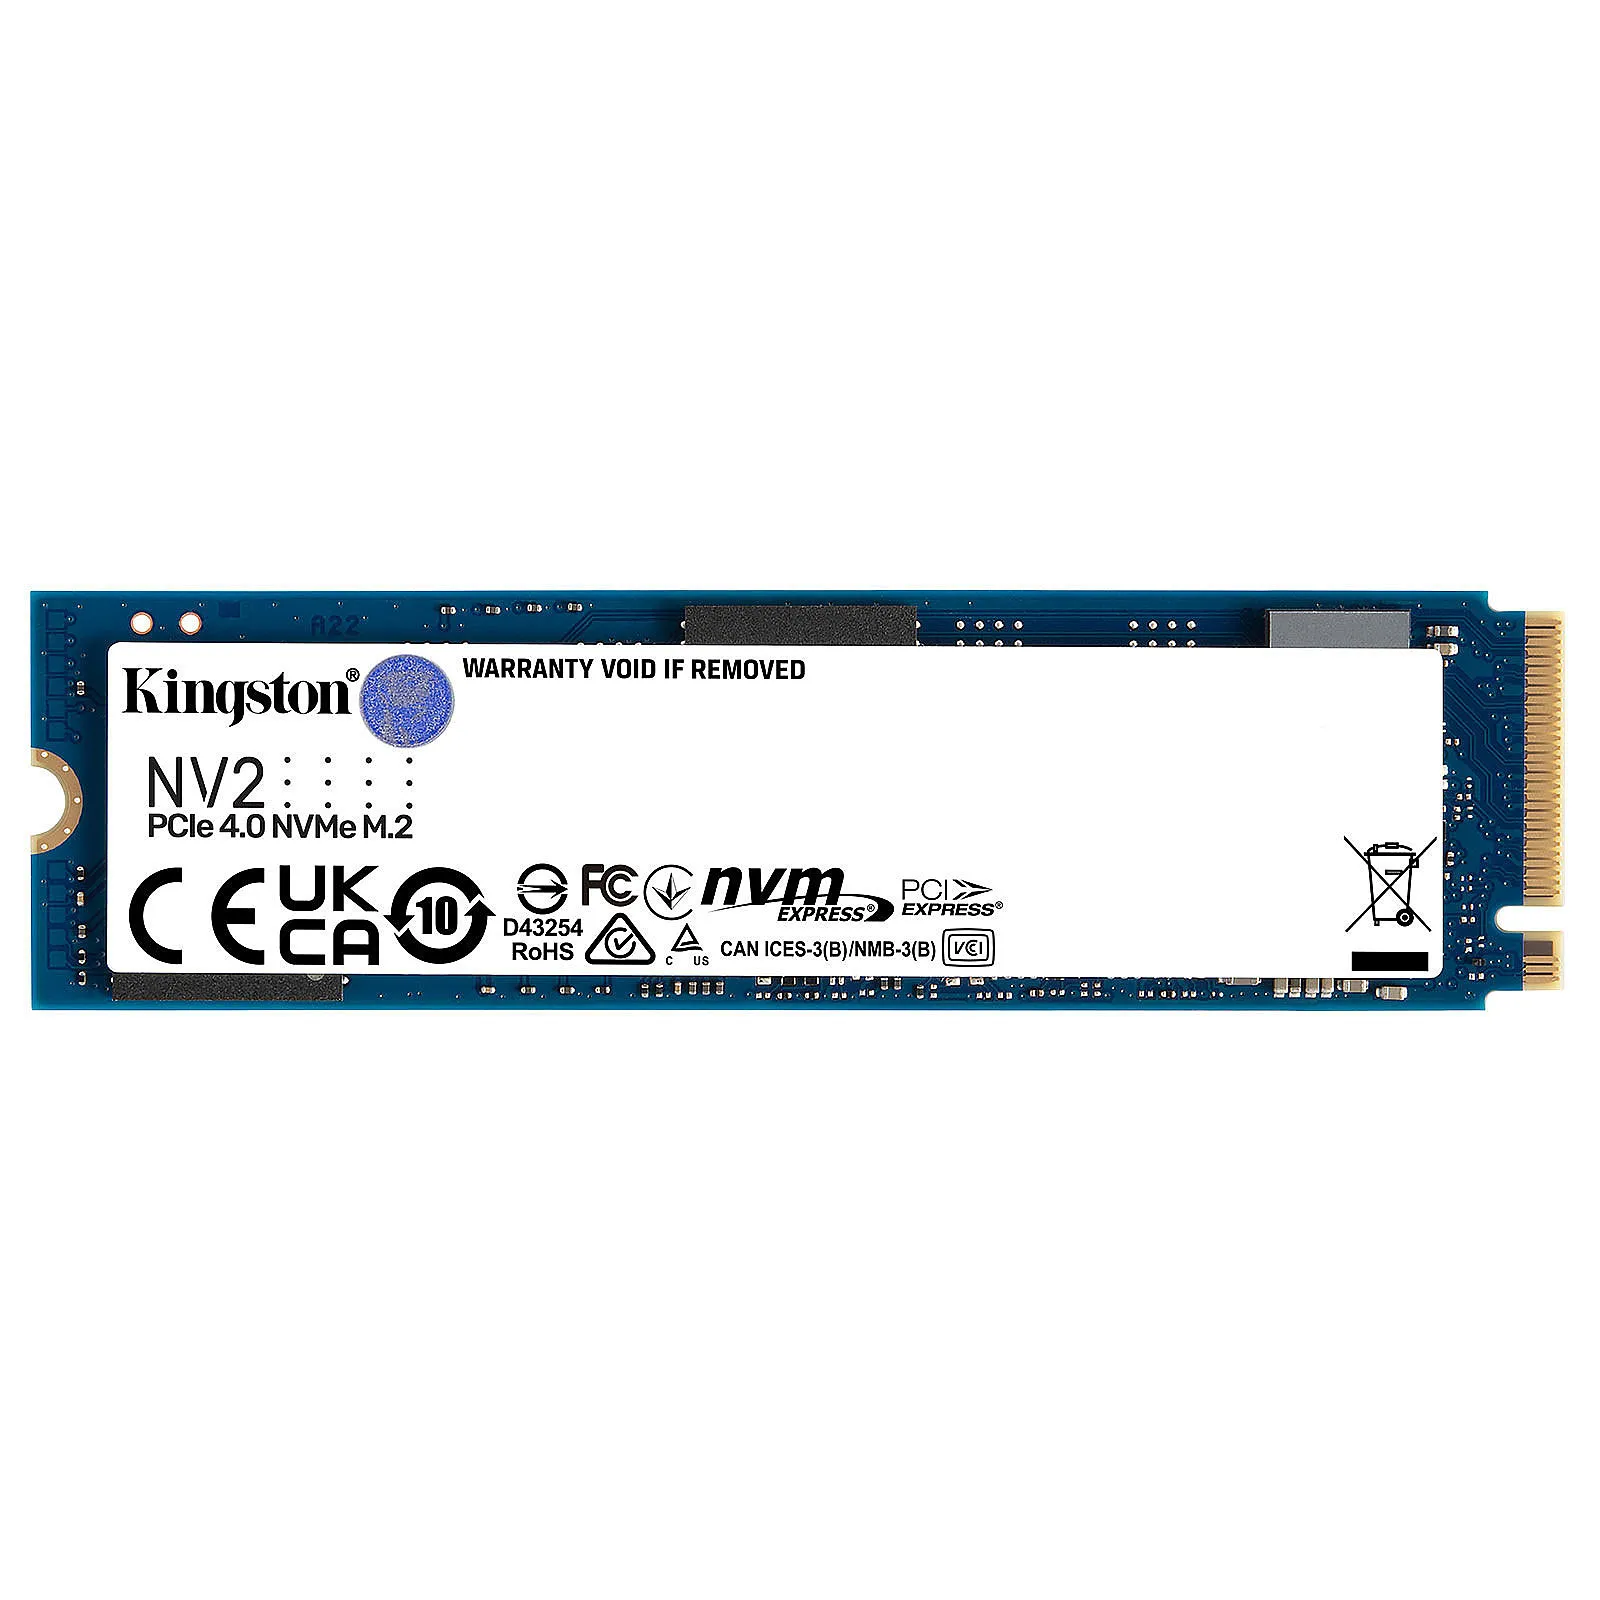 A22
Kingston®
WARRANTY VOID IF REMOVED
NV2
PCIe 4.0 NVMe M.2
CE
UK
CA
10
D43254
RoHS
FC
nvm
EXPRESS®
PCI
EXPRESS®
C US
CAN ICES-3(B)/NMB-3(B)
VCI